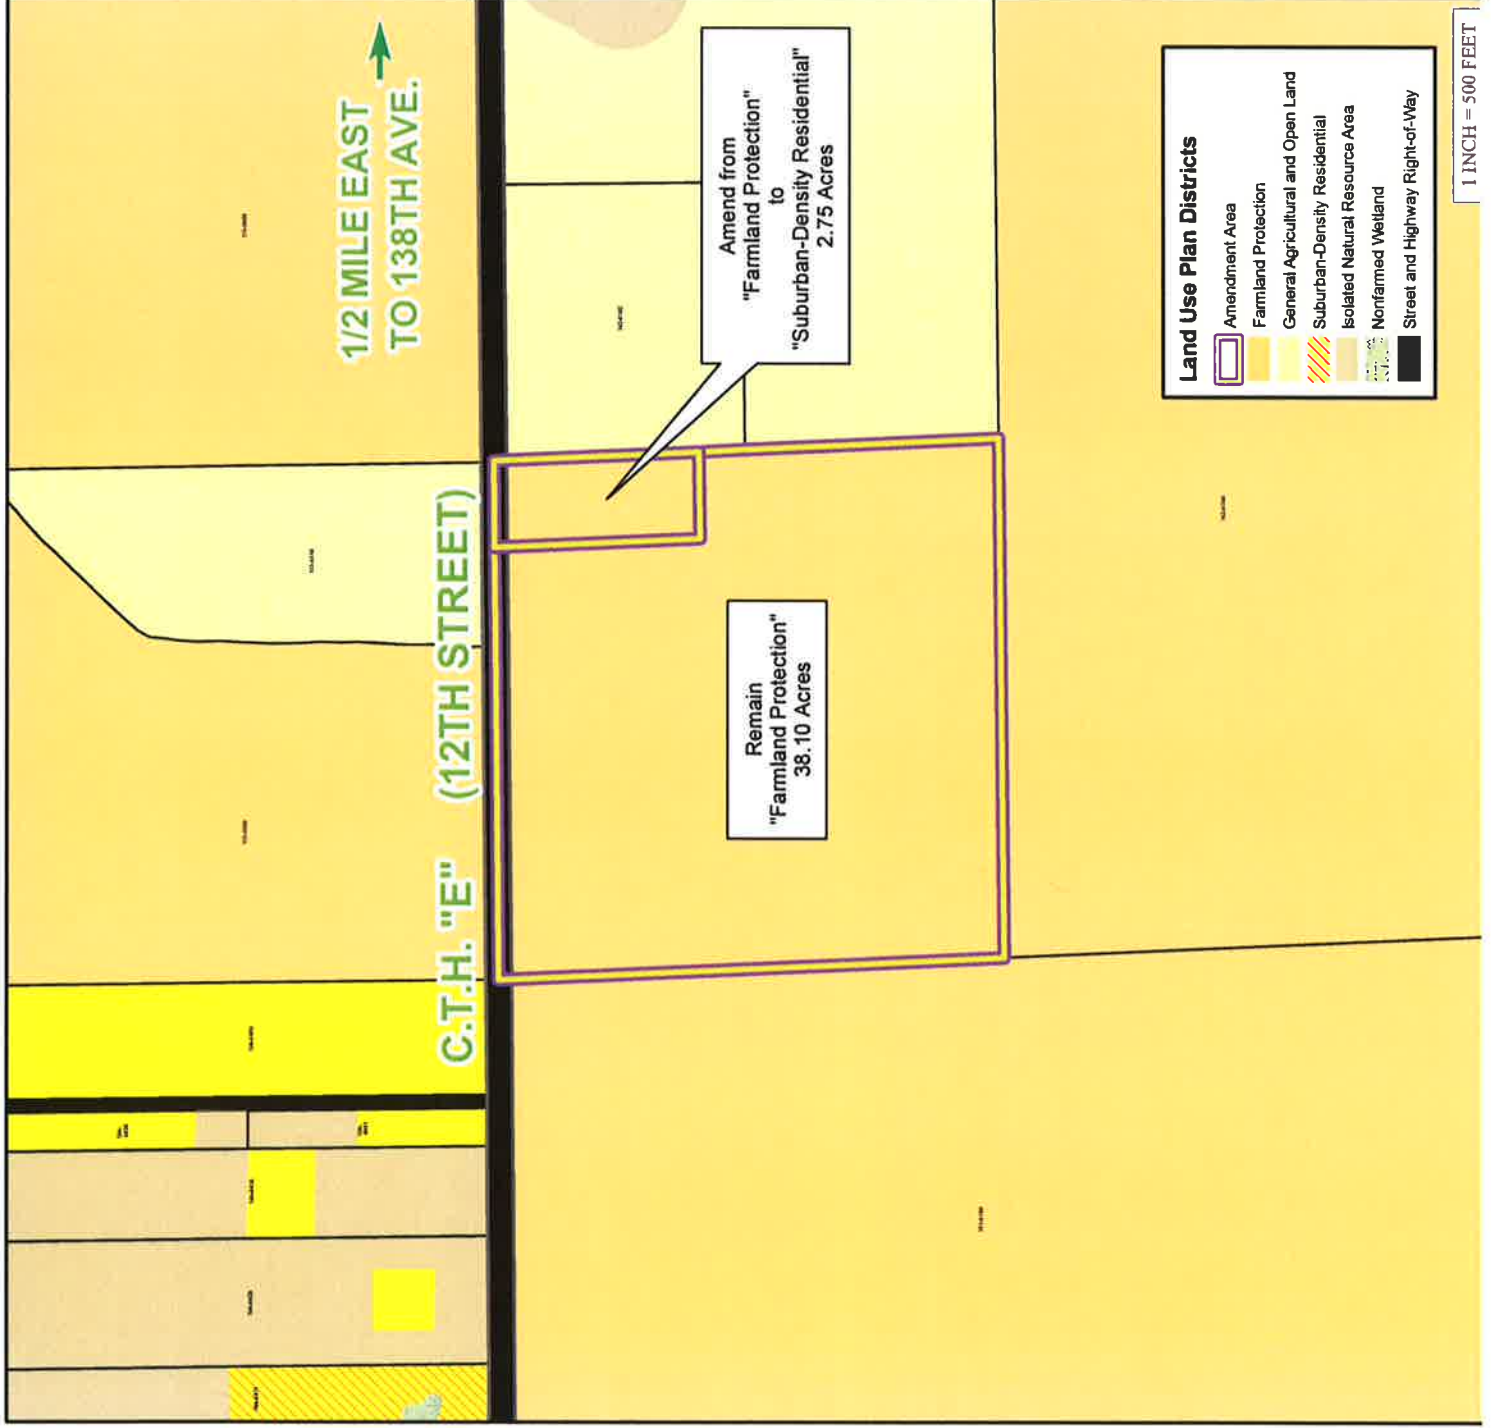 1/2 MILE EAST
TO 138TH AVE.
C.T.H. "E" (12TH STREET)
Amend from
"Farmland Protection"
to
"Suburban-Density Residential"
2.75 Acres
Remain
"Farmland Protection"
38.10 Acres
Land Use Plan Districts
Amendment Area
Farmland Protection
General Agricultural and Open Land
Suburban-Density Residential
Isolated Natural Resource Area
Nonfarmed Wetland
Street and Highway Right-of-Way
1 INCH = 500 FEET